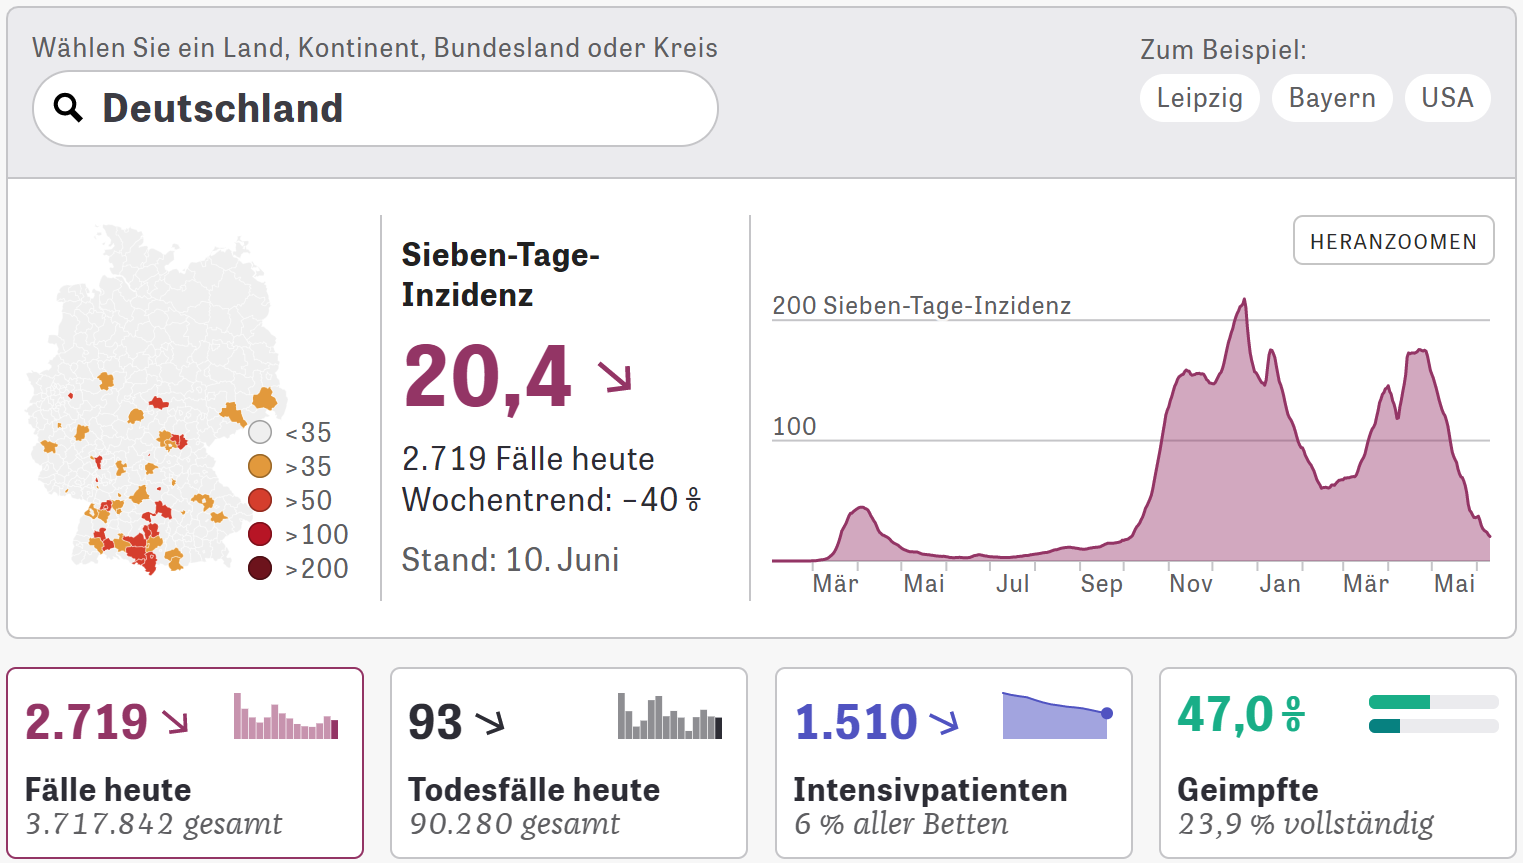 Wählen Sie ein Land, Kontinent, Bundesland oder Kreis
Deutschland
Zum Beispiel:
Leipzig
Bayern
USA
<35
>35
>50
>100
>200
Sieben-Tage-
Inzidenz
20,4
2.719 Fälle heute
Wochentrend: –40 %
Stand: 10. Juni
HERANZOOMEN
200 Sieben-Tage-Inzidenz
100
Mär
Mai
Jul
Sep
Nov
Jan
Mär
Mai
2.719
Fälle heute
3.717.842 gesamt
93
Todesfälle heute
90.280 gesamt
1.510
Intensivpatienten
6 % aller Betten
47,0 %
Geimpfte
23,9 % vollständig